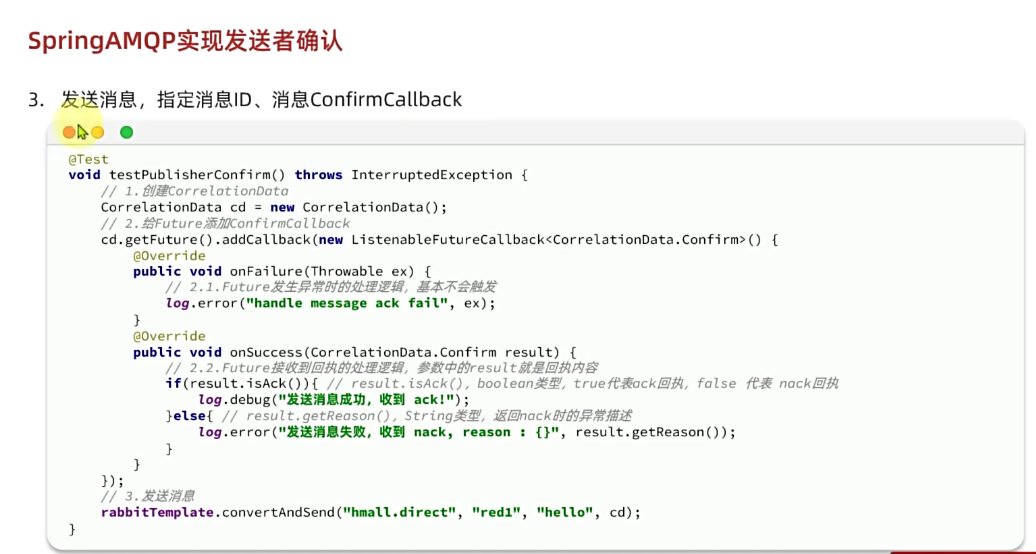 SpringAMQP实现发送者确认
3. 发送消息，指定消息ID、消息ConfirmCallback
@Test
void testPublisherConfirm() throws InterruptedException {
    // 1.创建CorrelationData
    CorrelationData cd = new CorrelationData();
    // 2.给Future添加ConfirmCallback
    cd.getFuture().addCallback(new ListenableFutureCallback<CorrelationData.Confirm>() {
        @Override
        public void onFailure(Throwable ex) {
            // 2.1.Future发生异常时的处理逻辑，基本不会触发
            log.error("handle message ack fail", ex);
        }
        @Override
        public void onSuccess(CorrelationData.Confirm result) {
            // 2.2.Future接收到回执的处理逻辑，参数中的result就是回执内容
            if(result.isAck()){ // result.isAck()，boolean类型，true代表ack回执，false 代表 nack回执
                log.debug("发送消息成功，收到 ack!");
            }else{ // result.getReason()，String类型，返回nack时的异常描述
                log.error("发送消息失败，收到 nack, reason : {}", result.getReason());
            }
        }
    });
    // 3.发送消息
    rabbitTemplate.convertAndSend("hmall.direct", "red1", "hello", cd);
}